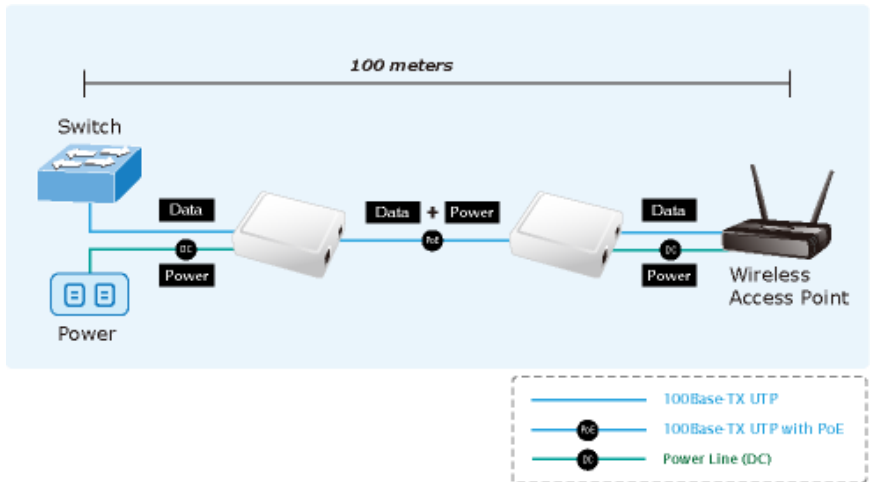 100 meters
Switch
Data
Data + Power
Data
DC
PoE
DC
Power
Power
Wireless
Access Point
Power
100Base-TX UTP
PoE 100Base-TX UTP with PoE
DC Power Line (DC)